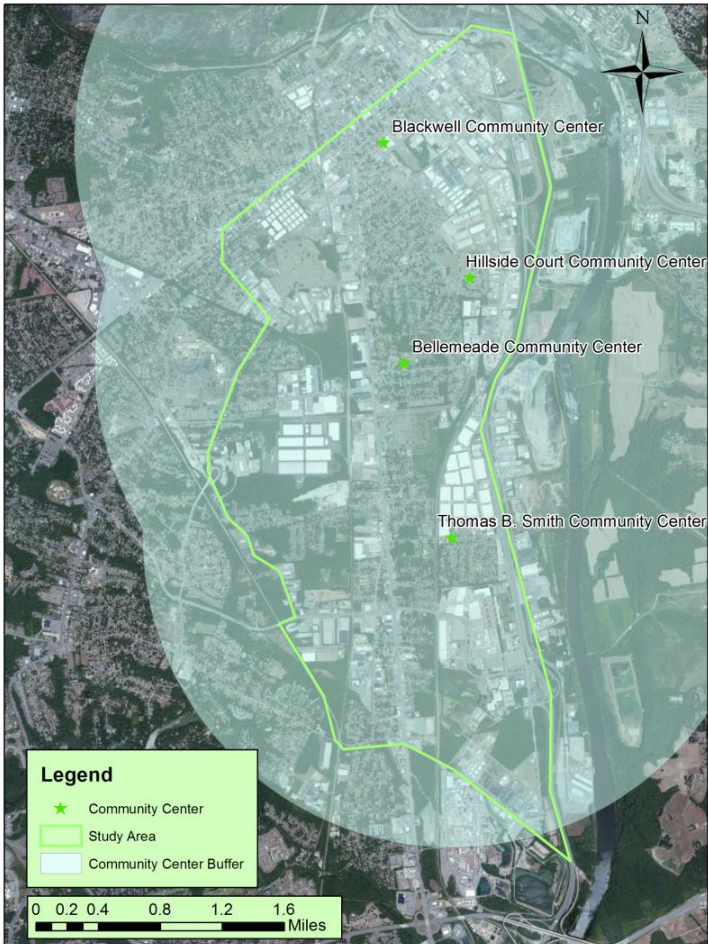 N
Blackwell Community Center
Hillside Court Community Center
Bellemeade Community Center
Thomas B. Smith Community Center
Legend
Community Center
Study Area
Community Center Buffer
0 0.2 0.4 0.8 1.2 1.6
Miles